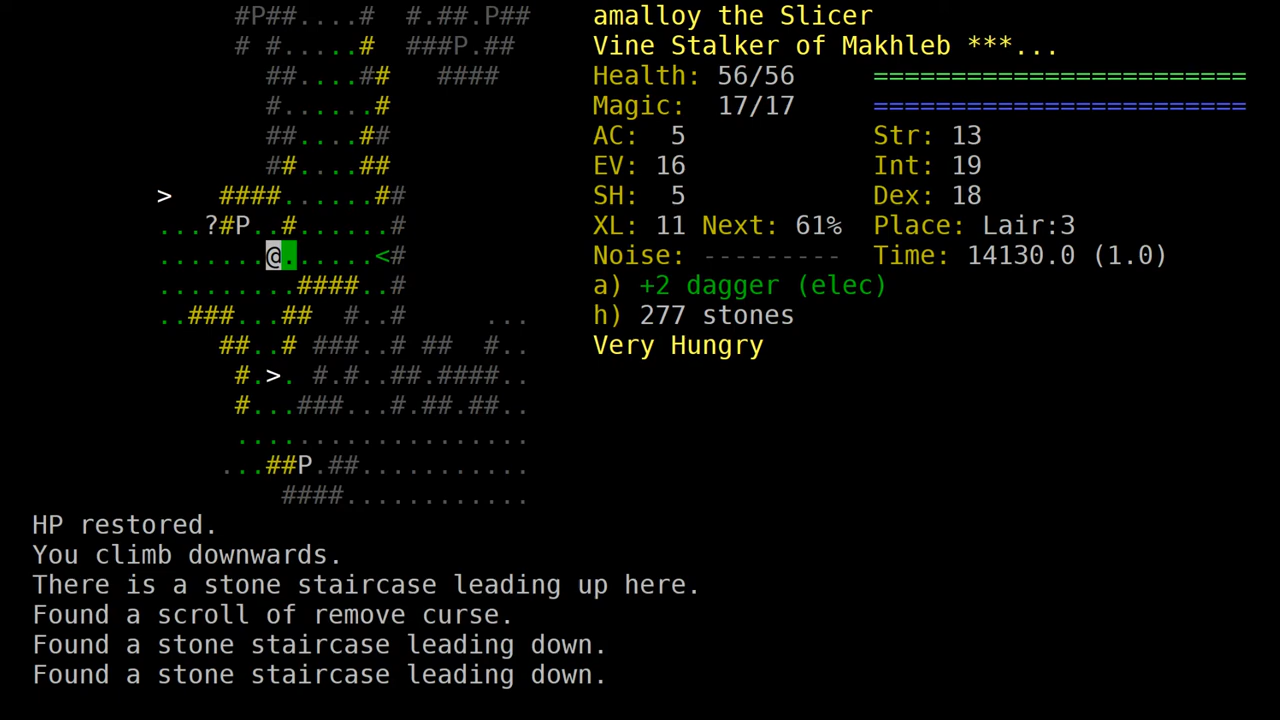 #P##....#  #.##.P## amalloy the Slicer
# #.....#  ###P.## Vine Stalker of Makhleb ***...
##....##   #### Health: 56/56 ========================
#......# Magic:  17/17 ========================
##....## AC:  5 Str: 13
##....## EV: 16 Int: 19
>   ####......## SH:  5 Dex: 18
...?#P..#......# XL: 11 Next: 61% Place: Lair:3
.......@.......<# Noise: --------- Time: 14130.0 (1.0)
.........####..# a) +2 dagger (elec)
..###...##  #..#     ... h) 277 stones
##..#  ###..# ##  #.. Very Hungry
#.>.  #.#..##.####..
#...###...#.##.##..
...................
...##P.##...........
####............
HP restored.
You climb downwards.
There is a stone staircase leading up here.
Found a scroll of remove curse.
Found a stone staircase leading down.
Found a stone staircase leading down.